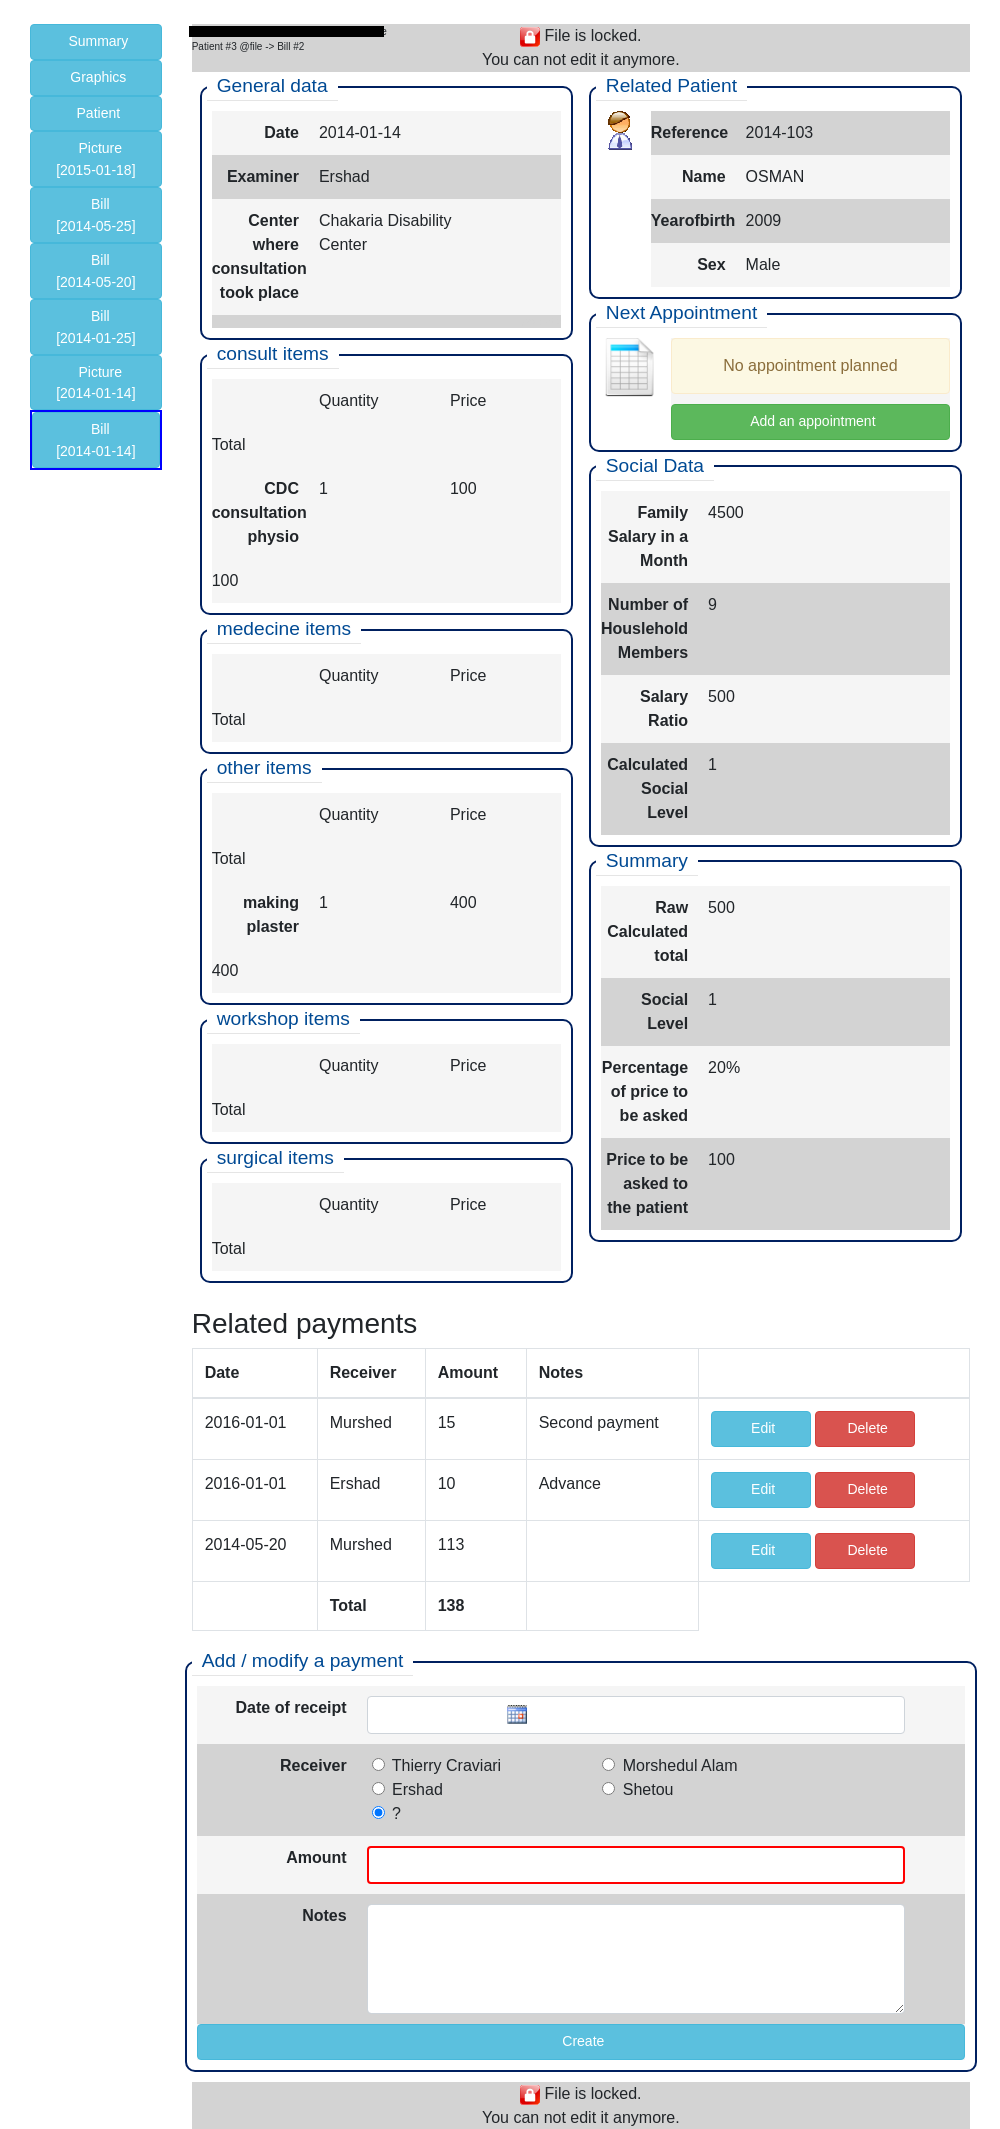 Summary
Graphics
Patient
Picture
[2015-01-18]
Bill
[2014-05-25]
Bill
[2014-05-20]
Bill
[2014-01-25]
Picture
[2014-01-14]
Bill
[2014-01-14]
Patient #3 @file -> Bill #2
File is locked.
You can not edit it anymore.
General data
Date 2014-01-14
Examiner Ershad
Center Chakaria Disability
where Center
consultation
took place
consult items
Quantity Price
Total
CDC 1 100
consultation
physio
100
medecine items
Quantity Price
Total
other items
Quantity Price
Total
making 1 400
plaster
400
workshop items
Quantity Price
Total
surgical items
Quantity Price
Total
Related Patient
Reference 2014-103
Name OSMAN
Yearofbirth 2009
Sex Male
Next Appointment
No appointment planned
Add an appointment
Social Data
Family 4500
Salary in a
Month
Number of 9
Houslehold
Members
Salary 500
Ratio
Calculated 1
Social
Level
Summary
Raw 500
Calculated
total
Social 1
Level
Percentage 20%
of price to
be asked
Price to be 100
asked to
the patient
Related payments
Date Receiver Amount Notes
2016-01-01 Murshed 15 Second payment Edit Delete
2016-01-01 Ershad 10 Advance Edit Delete
2014-05-20 Murshed 113 Edit Delete
Total 138
Add / modify a payment
Date of receipt
Receiver Thierry Craviari Morshedul Alam
Ershad Shetou
?
Amount
Notes
Create
File is locked.
You can not edit it anymore.